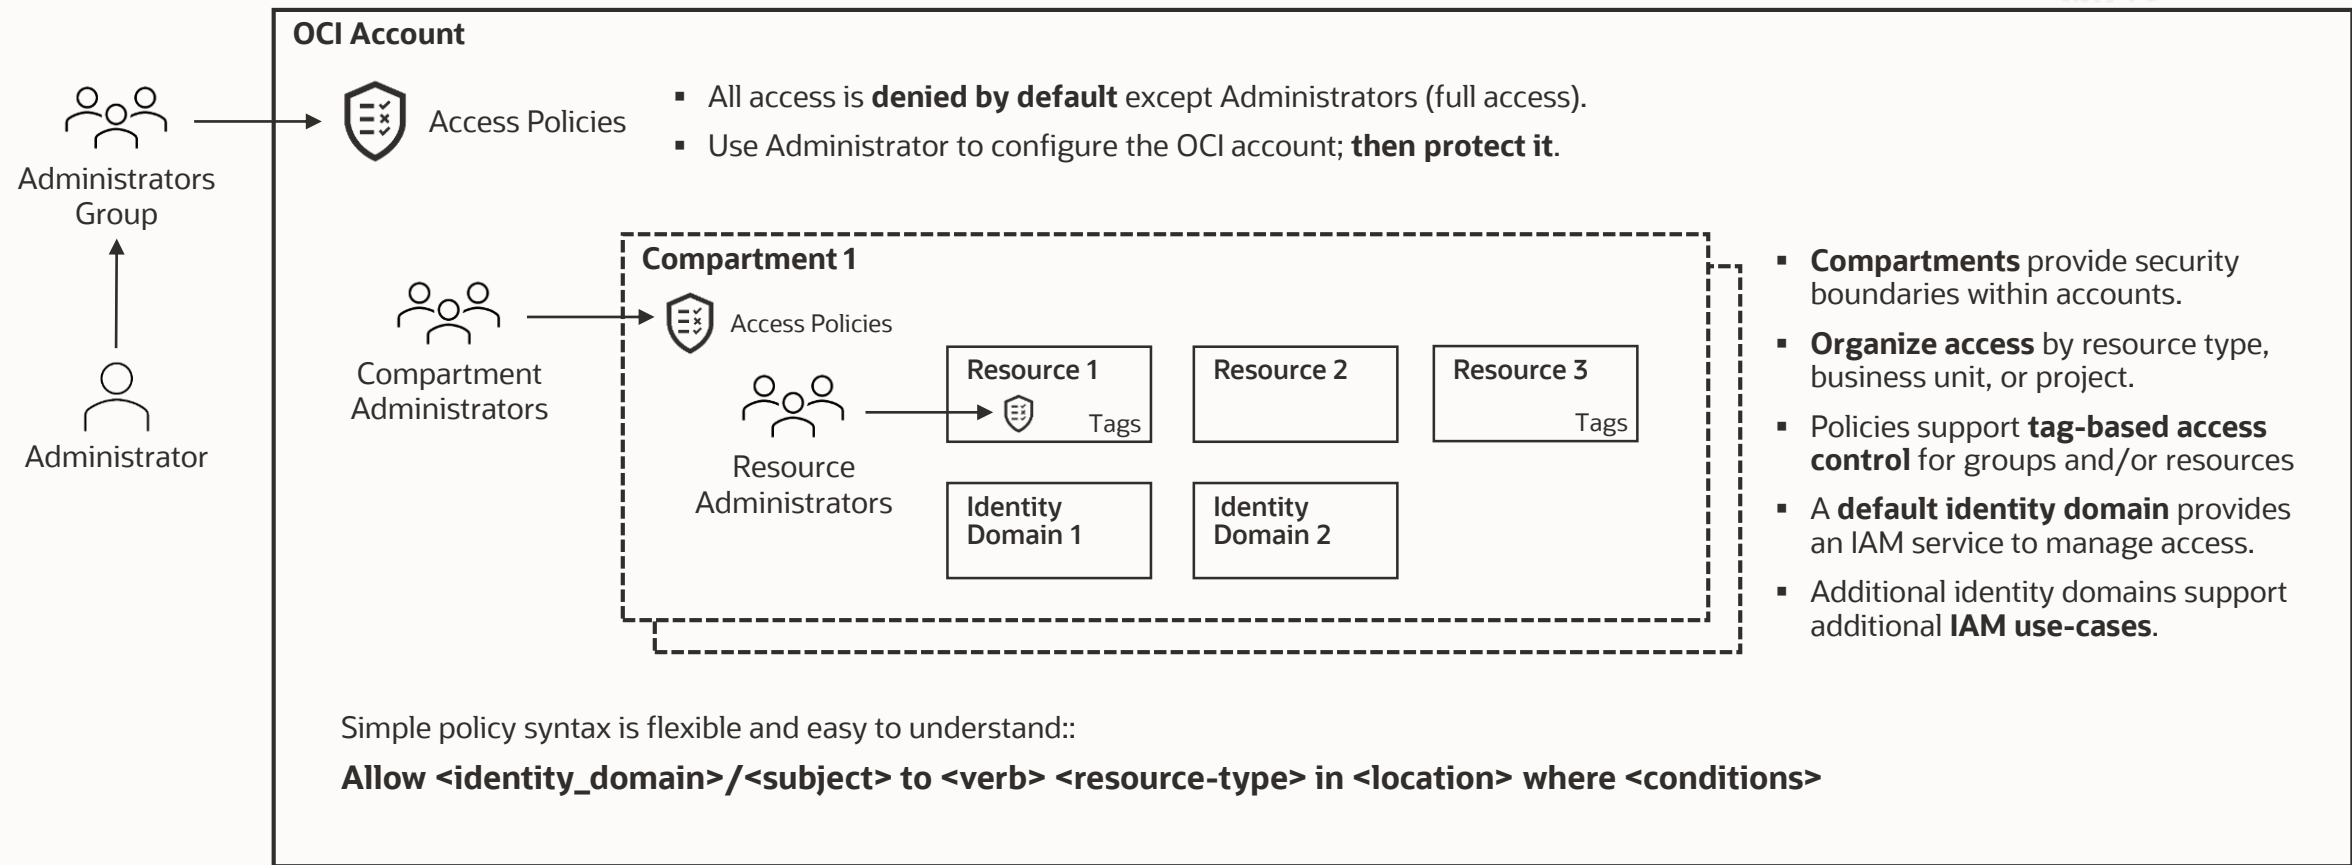 OCI Account
Access Policies
▪ All access is denied by default except Administrators (full access).
▪ Use Administrator to configure the OCI account; then protect it.
Administrators
Group
Administrator
Compartment
Administrators
Compartment 1
Access Policies
Resource
Administrators
Resource 1
Tags
Resource 2
Resource 3
Tags
Identity
Domain 1
Identity
Domain 2
▪ Compartments provide security
boundaries within accounts.
▪ Organize access by resource type,
business unit, or project.
▪ Policies support tag-based access
control for groups and/or resources
▪ A default identity domain provides
an IAM service to manage access.
▪ Additional identity domains support
additional IAM use-cases.
Simple policy syntax is flexible and easy to understand::
Allow <identity_domain>/<subject> to <verb> <resource-type> in <location> where <conditions>